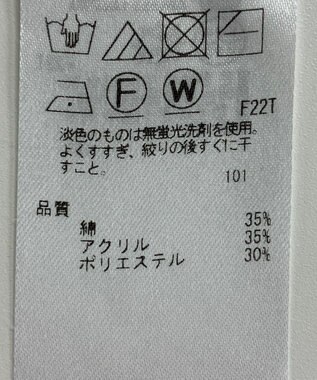 F W
F22T
淡色のものは無蛍光洗剤を使用。
よくすすぎ、絞りの後すぐに干
すこと。
101
品質
綿 35%
アクリル 35%
ポリエステル 30%